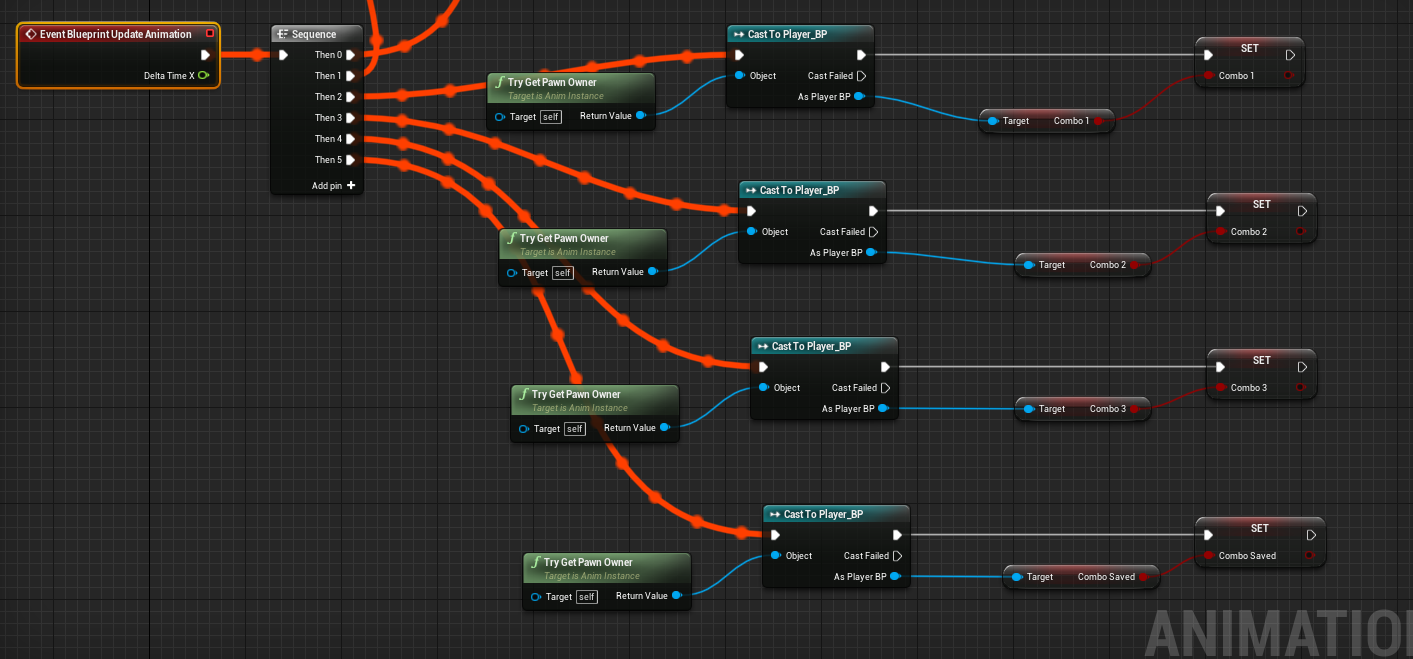 Event Blueprint Update Animation
Delta Time X
Sequence
Then 0
Then 1
Then 2
Then 3
Then 4
Then 5
Add pin
Try Get Pawn Owner
Target is Anim Instance
Target self Return Value
Cast To Player_BP
Object Cast Failed
As Player BP
Target Combo 1
SET
Combo 1
Try Get Pawn Owner
Target is Anim Instance
Target self Return Value
Cast To Player_BP
Object Cast Failed
As Player BP
Target Combo 2
SET
Combo 2
Try Get Pawn Owner
Target is Anim Instance
Target self Return Value
Cast To Player_BP
Object Cast Failed
As Player BP
Target Combo 3
SET
Combo 3
Try Get Pawn Owner
Target is Anim Instance
Target self Return Value
Cast To Player_BP
Object Cast Failed
As Player BP
Target Combo Saved
SET
Combo Saved
ANIMATIO